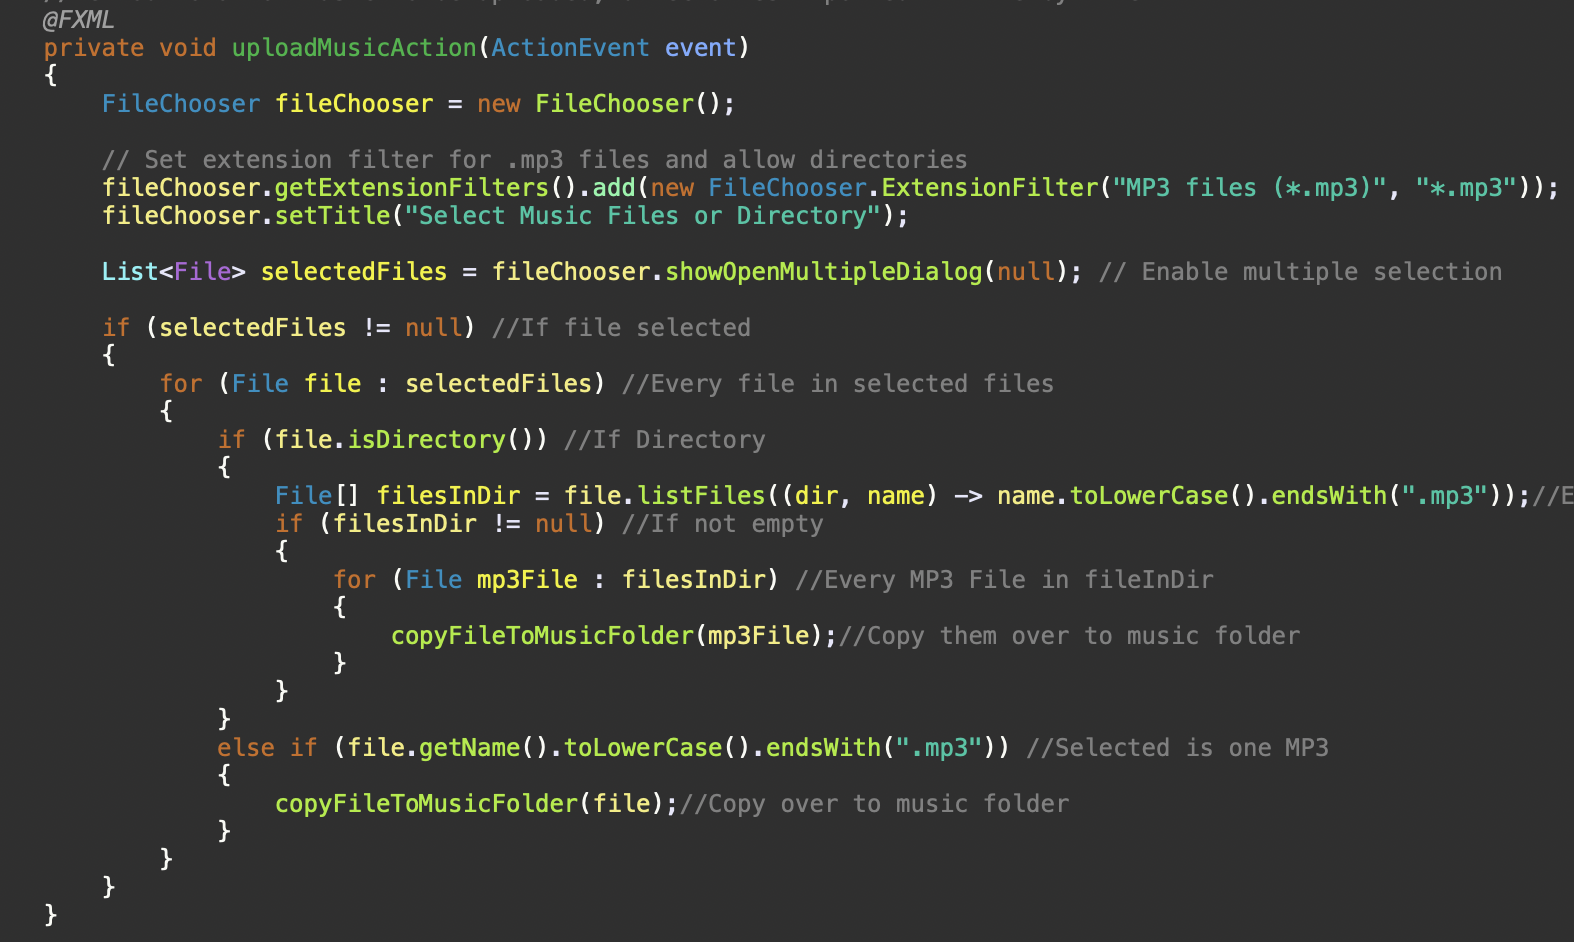 @FXML
private void uploadMusicAction(ActionEvent event)
{
FileChooser fileChooser = new FileChooser();
// Set extension filter for .mp3 files and allow directories
fileChooser.getExtensionFilters().add(new FileChooser.ExtensionFilter("MP3 files (*.mp3)", "*.mp3"));
fileChooser.setTitle("Select Music Files or Directory");
List<File> selectedFiles = fileChooser.showOpenMultipleDialog(null); // Enable multiple selection
if (selectedFiles != null) //If file selected
{
for (File file : selectedFiles) //Every file in selected files
{
if (file.isDirectory()) //If Directory
{
File[] filesInDir = file.listFiles((dir, name) -> name.toLowerCase().endsWith(".mp3"));//E
if (filesInDir != null) //If not empty
{
for (File mp3File : filesInDir) //Every MP3 File in fileInDir
{
copyFileToMusicFolder(mp3File);//Copy them over to music folder
}
}
}
else if (file.getName().toLowerCase().endsWith(".mp3")) //Selected is one MP3
{
copyFileToMusicFolder(file);//Copy over to music folder
}
}
}
}